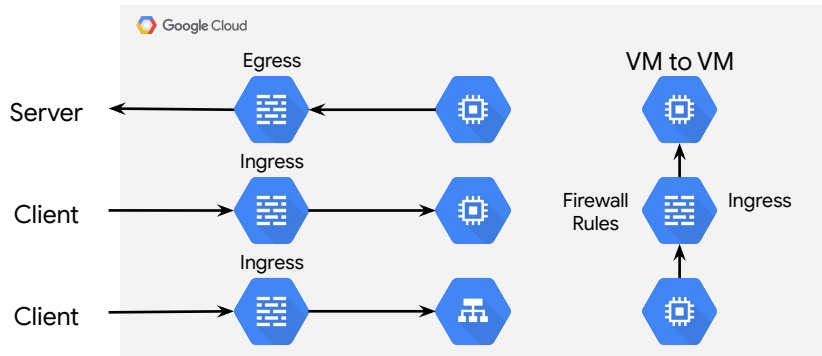 Google Cloud
Egress
VM to VM
Server
Ingress
Client
Firewall
Rules
Ingress
Ingress
Client